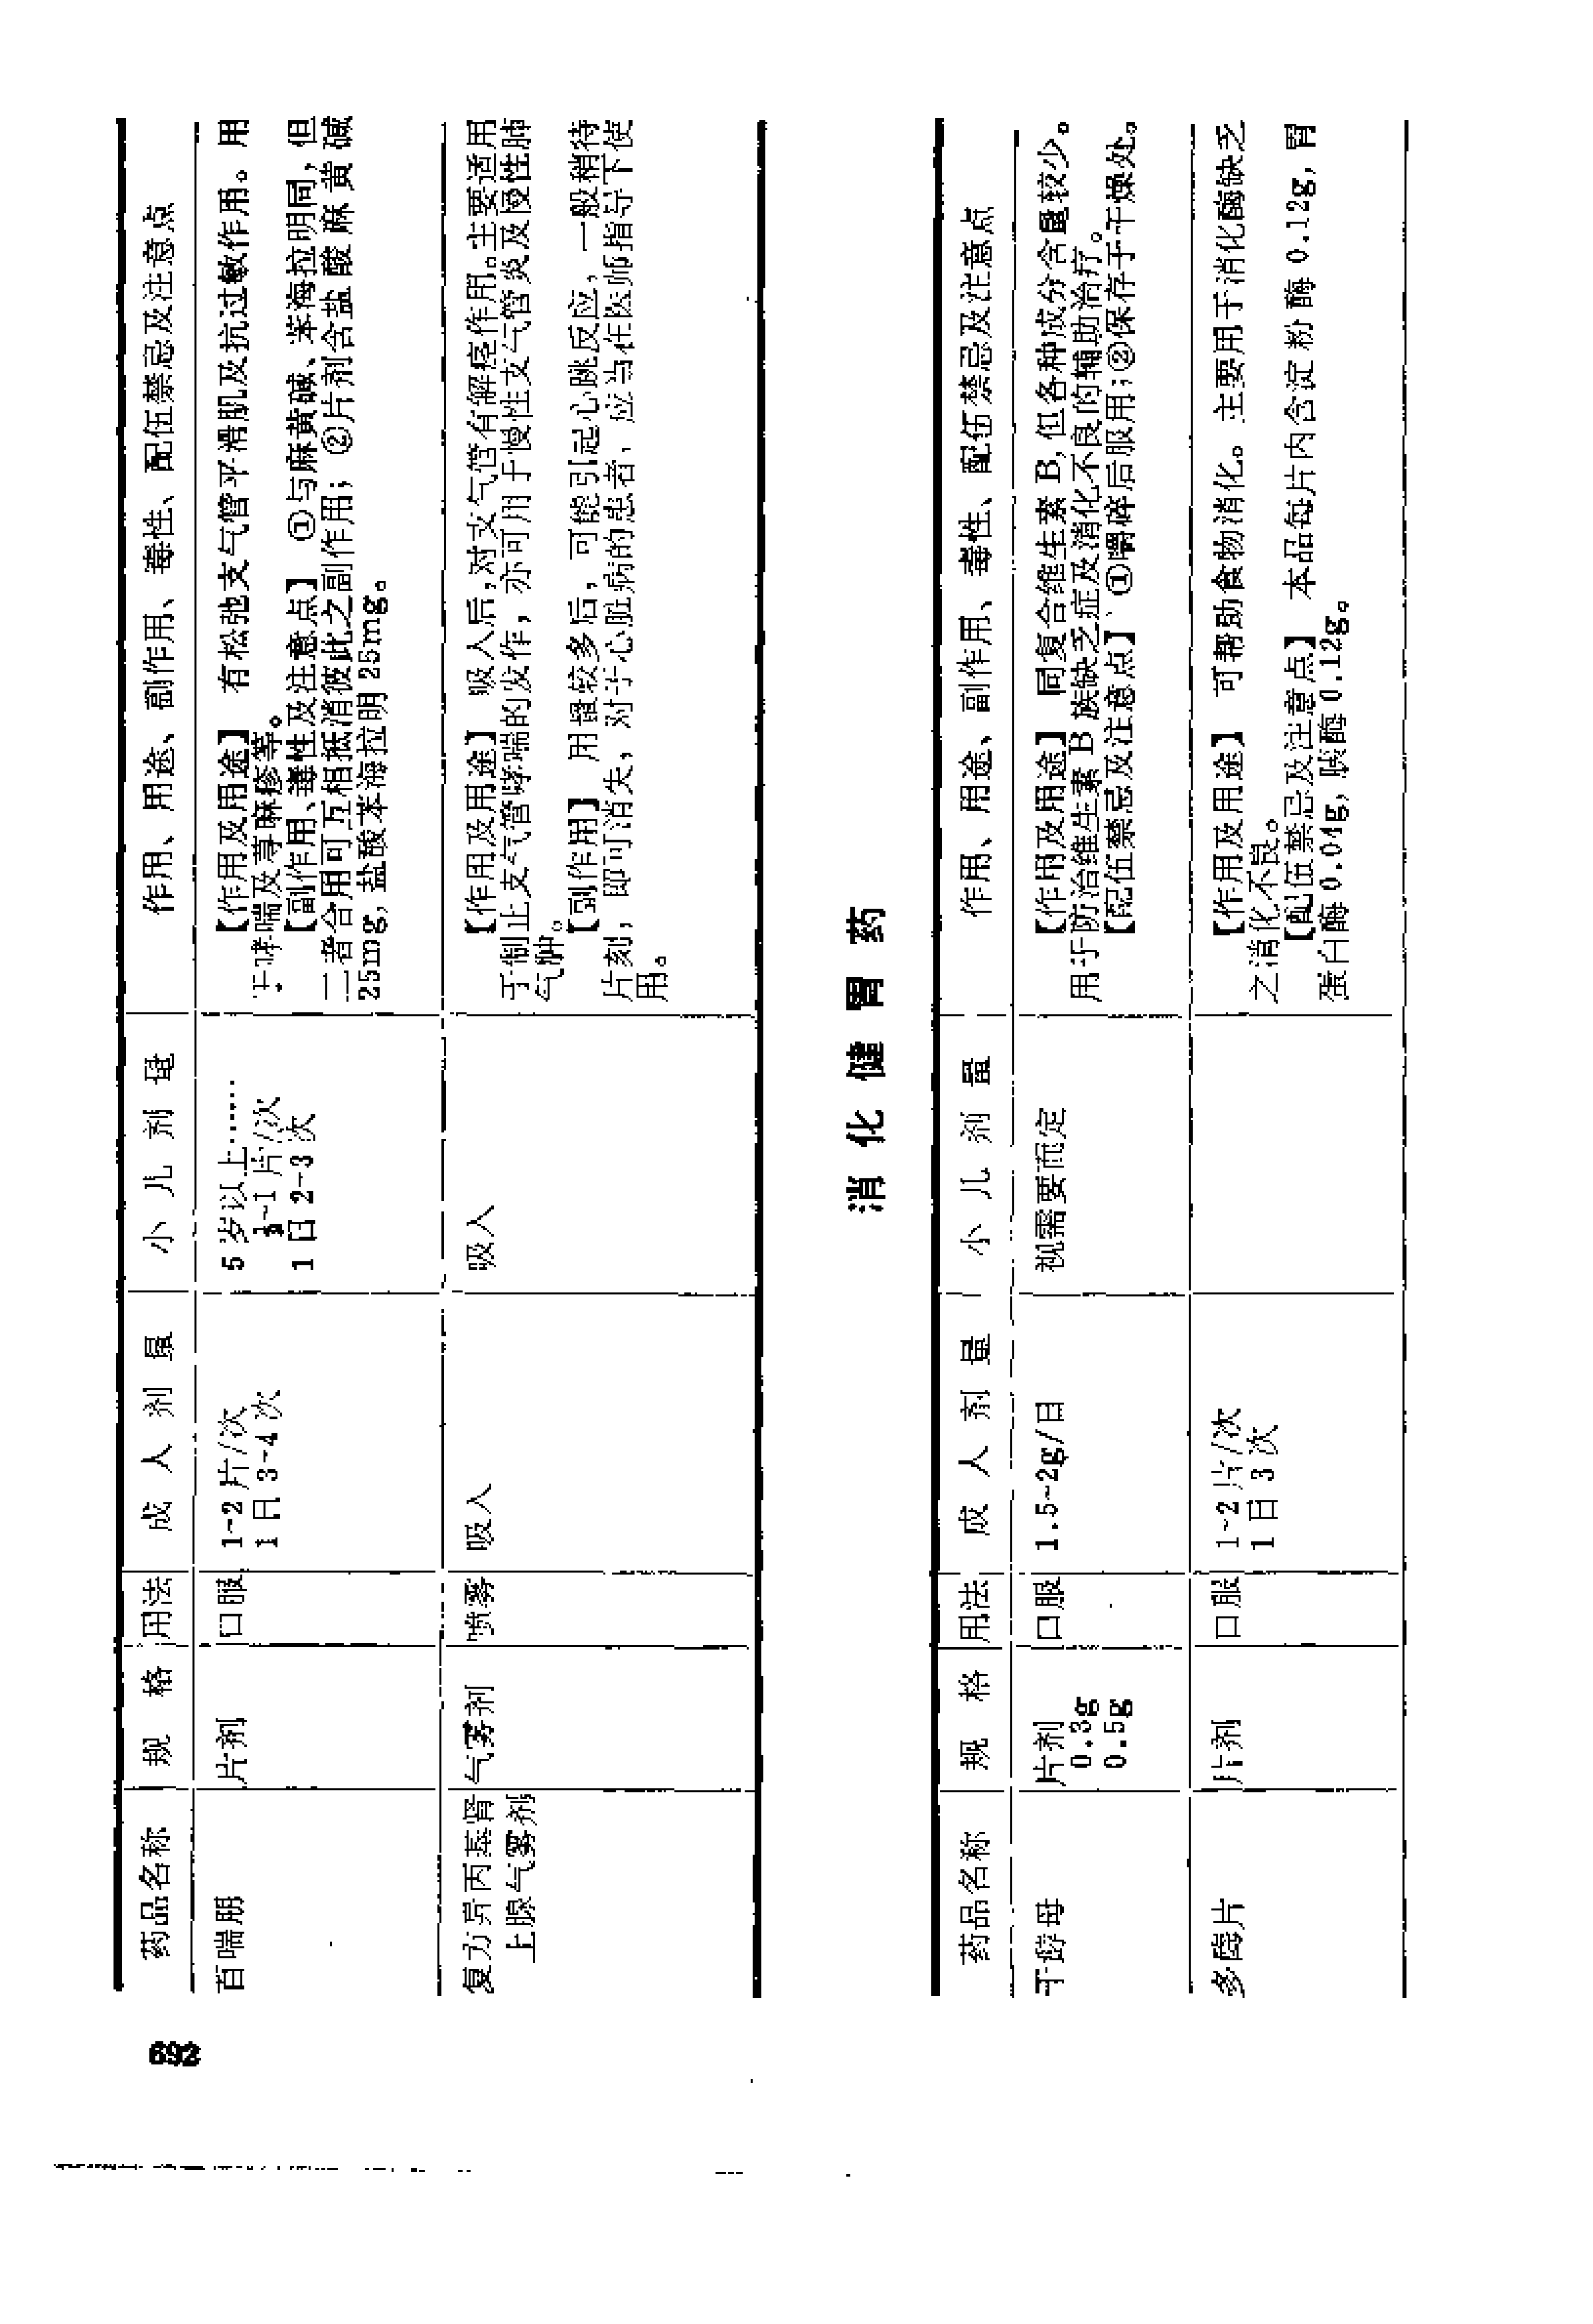 药品名称 规格 用法 成人剂量 小儿剂量 作用、用途、副作用、毒性、配伍禁忌及注意点
百喘朋 片剂 口服 1~2片/次
1日3~4次
5岁以上……
½~1片/次
1日2~3次
【作用及用途】 有松弛支气管平滑肌及抗过敏作用。用
于哮喘及荨麻疹等。
【副作用、毒性及注意点】 ①与麻黄碱、苯海拉明同，但
二者合用可互相抵消彼此之副作用；②片剂含盐酸麻黄碱
25mg，盐酸苯海拉明25mg。
复方异丙基肾
上腺气雾剂
气雾剂 喷雾 吸入 吸入
【作用及用途】 吸入后，对支气管有解痉作用。主要适用
于制止支气管哮喘的发作，亦可用于慢性支气管炎及慢性肺
气肿。
【副作用】 用量较多后，可能引起心跳反应，一般稍待
片刻，即可消失，对于心脏病的患者，应当在医师指导下使
用。
消化健胃药
药品名称 规格 用法 成人剂量 小儿剂量 作用、用途、副作用、毒性、配伍禁忌及注意点
干酵母 片剂
0.3g
0.5g
口服 1.5~2g/日 视需要而定
【作用及用途】 同复合维生素B，但各种成分含量较少。
用于防治维生素B族缺乏症及消化不良的辅助治疗。
【配伍禁忌及注意点】 ①嚼碎后服用；②保存于干燥处。
多酶片 片剂 口服 1~2片/次
1日3次
【作用及用途】 可帮助食物消化。主要用于消化酶缺乏
之消化不良。
【配伍禁忌及注意点】 本品每片内含淀粉酶0.12g，胃
蛋白酶0.04g，胰酶0.12g。
692